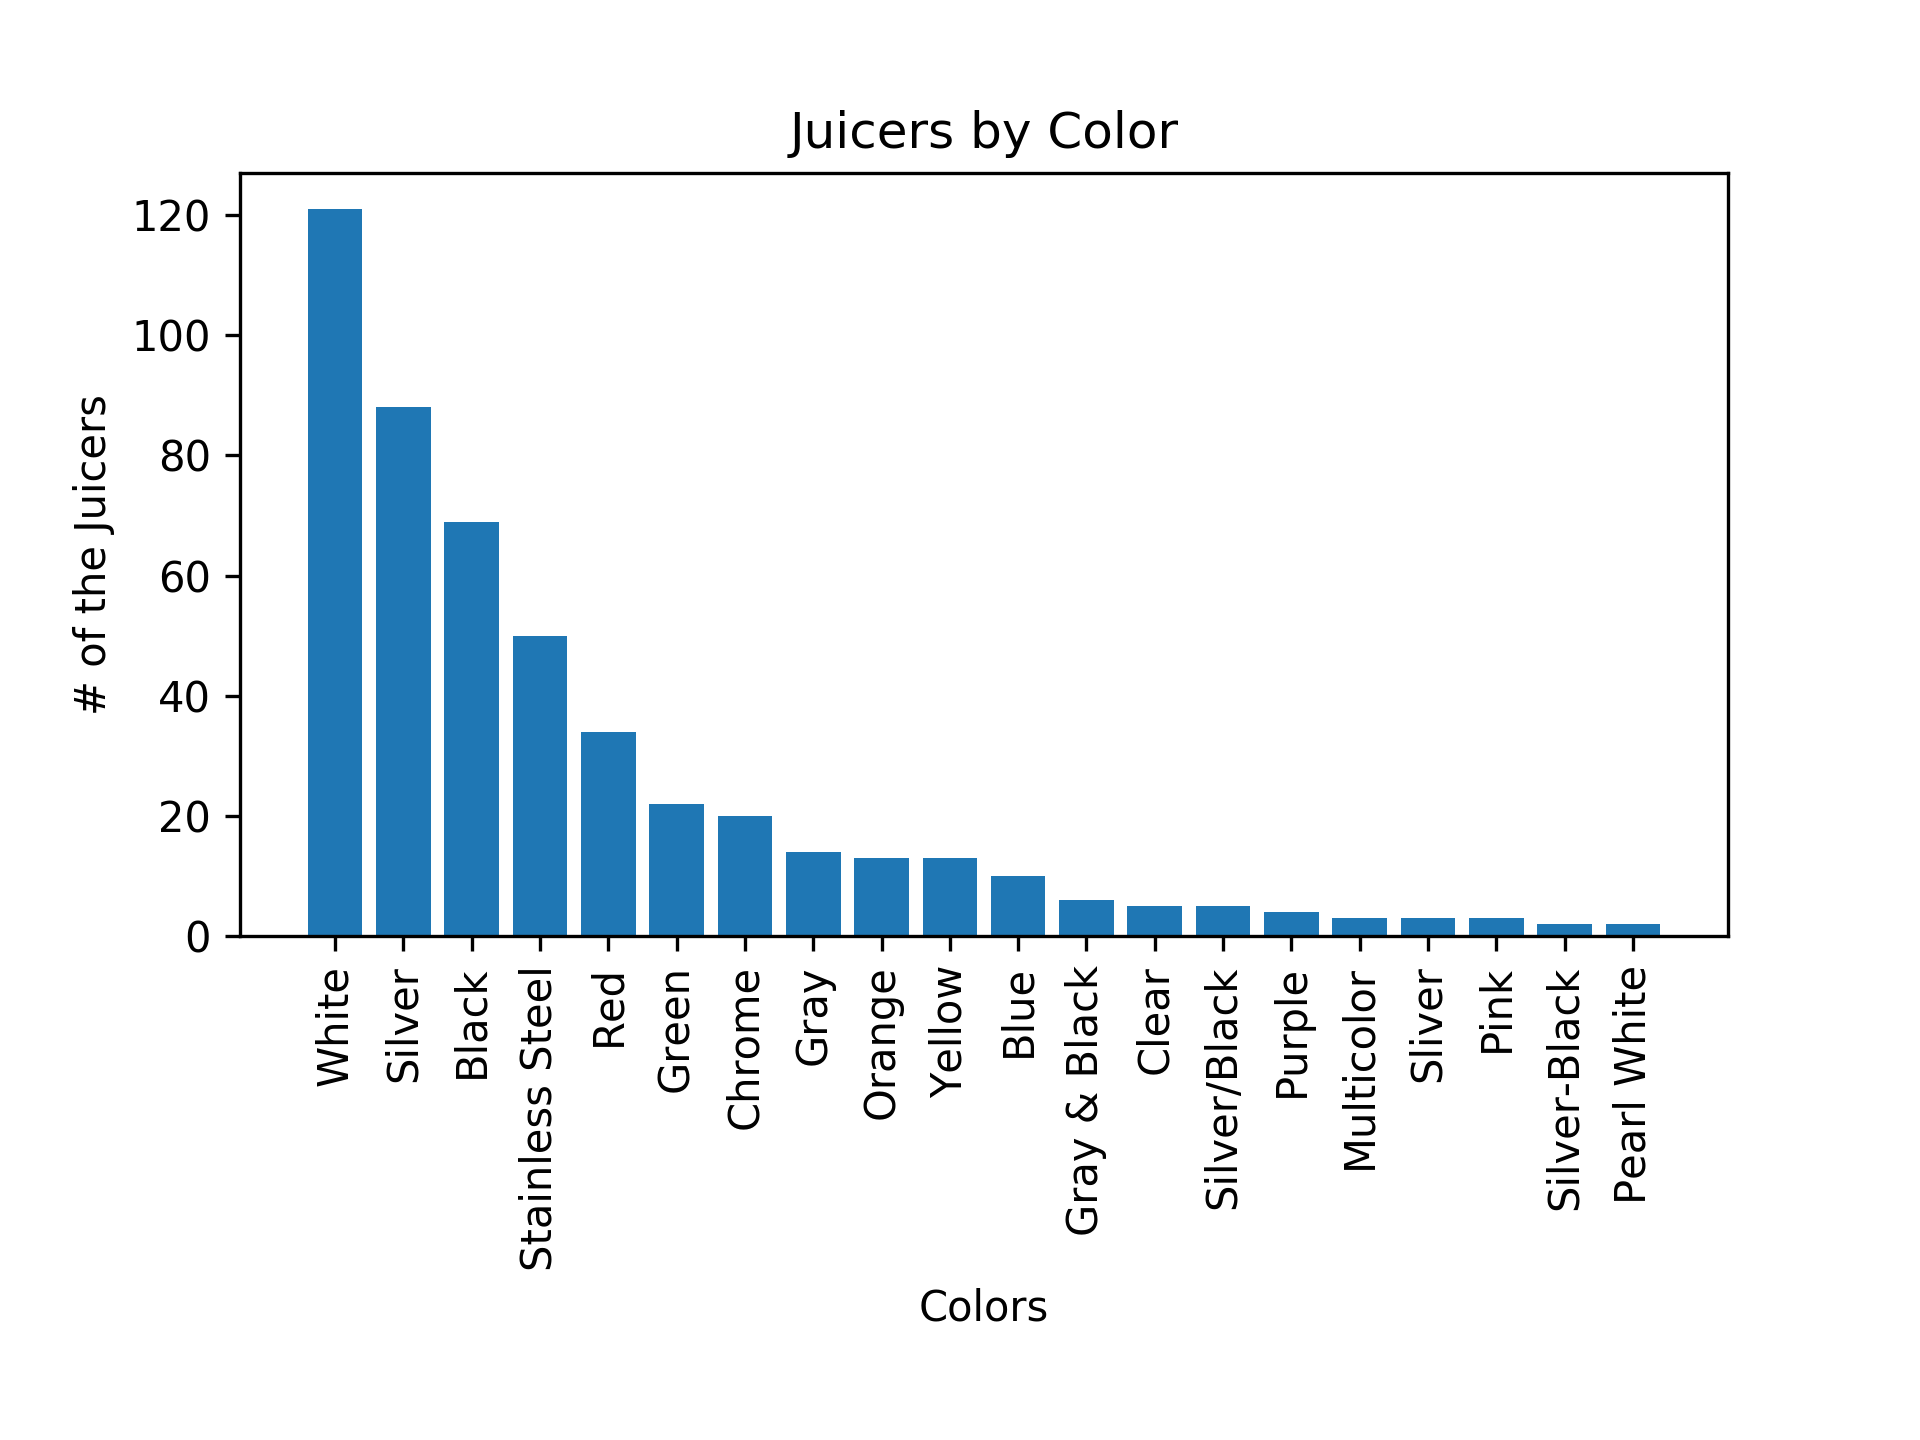 Juicers by Color
# of the Juicers
120
100
80
60
40
20
0
White
Silver
Black
Stainless Steel
Red
Green
Chrome
Gray
Orange
Yellow
Blue
Gray & Black
Clear
Silver/Black
Purple
Multicolor
Sliver
Pink
Silver-Black
Pearl White
Colors